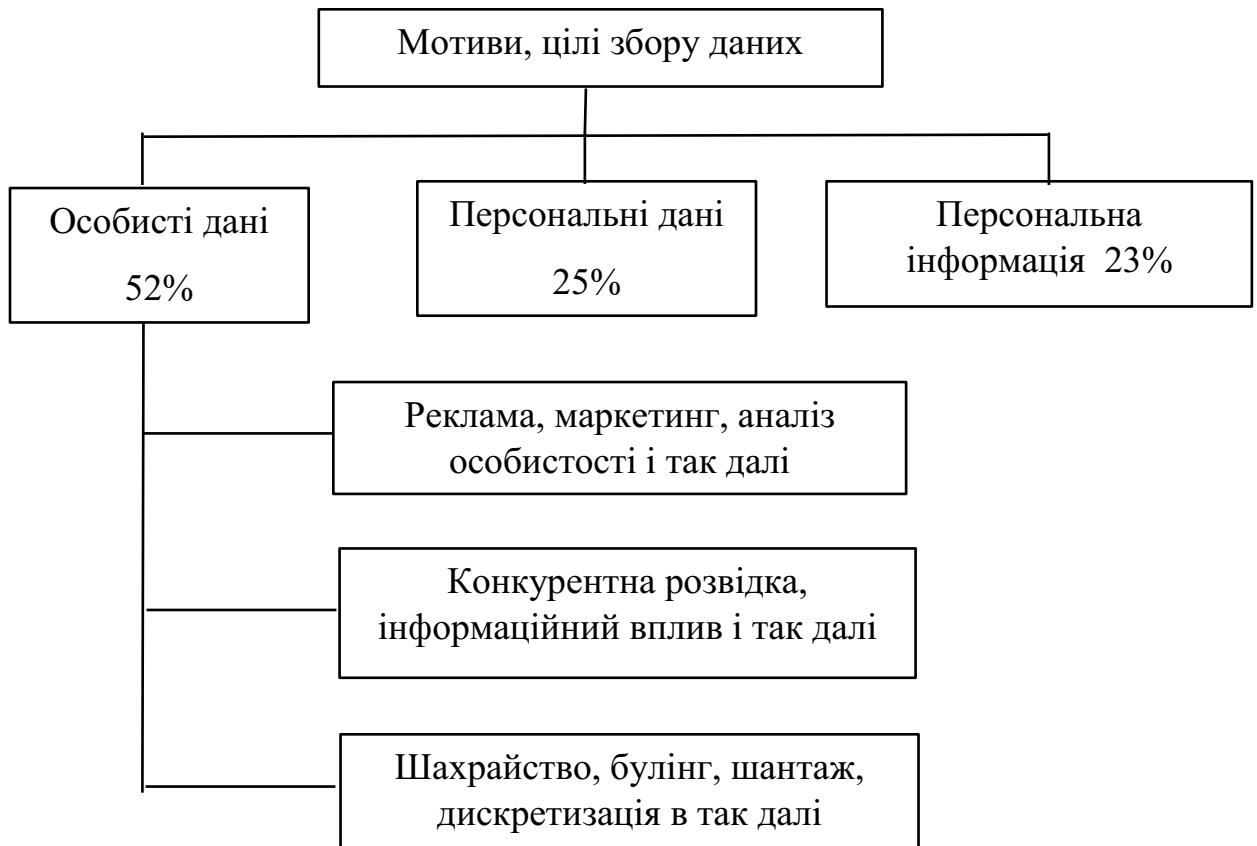 Мотиви, цілі збору даних
Особисті дані
52%
Персональні дані
25%
Персональна
інформація 23%
Реклама, маркетинг, аналіз
особистості і так далі
Конкурентна розвідка,
інформаційний вплив і так далі
Шахрайство, булінг, шантаж,
дискретизація в так далі